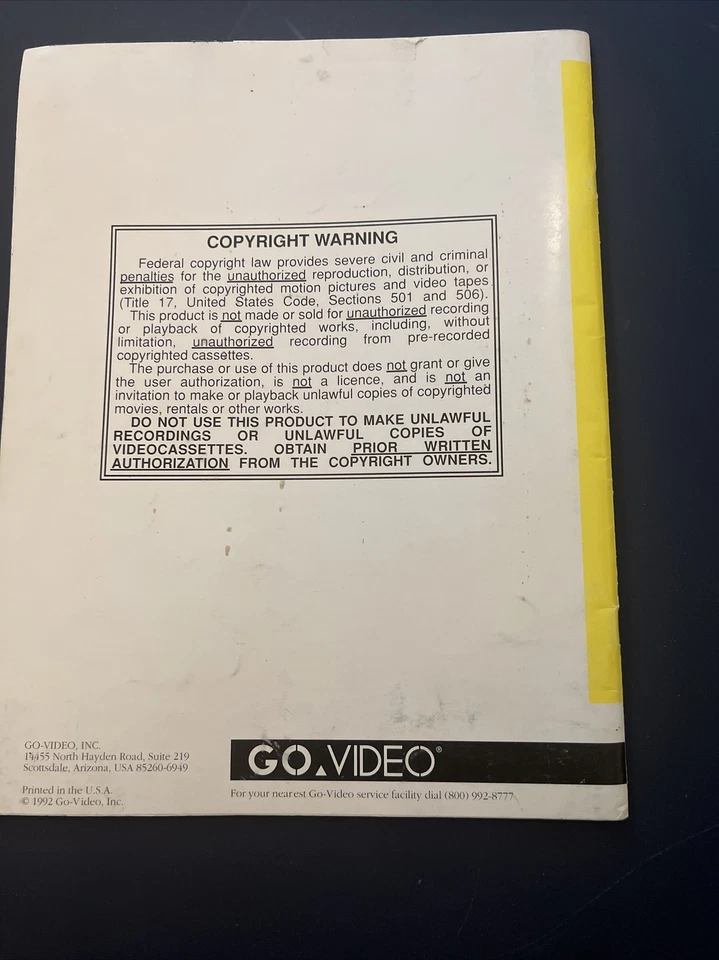 COPYRIGHT WARNING
Federal copyright law provides severe civil and criminal
penalties for the unauthorized reproduction, distribution, or
exhibition of copyrighted motion pictures and video tapes
(Title 17, United States Code, Sections 501 and 506).
This product is not made or sold for unauthorized recording
or playback of copyrighted works, including, without
limitation, unauthorized recording from pre-recorded
copyrighted cassettes.
The purchase or use of this product does not grant or give
the user authorization, is not a licence, and is not an
invitation to make or playback unlawful copies of copyrighted
movies, rentals or other works.
DO NOT USE THIS PRODUCT TO MAKE UNLAWFUL
RECORDINGS OR UNLAWFUL COPIES OF
VIDEOCASSETTES. OBTAIN PRIOR WRITTEN
AUTHORIZATION FROM THE COPYRIGHT OWNERS.
GO-VIDEO, INC.
14455 North Hayden Road, Suite 219
Scottsdale, Arizona, USA 85260-6949
Printed in the U.S.A.
© 1992 Go-Video, Inc.
GO.VIDEO®
For your nearest Go-Video service facility dial (800) 992-8777